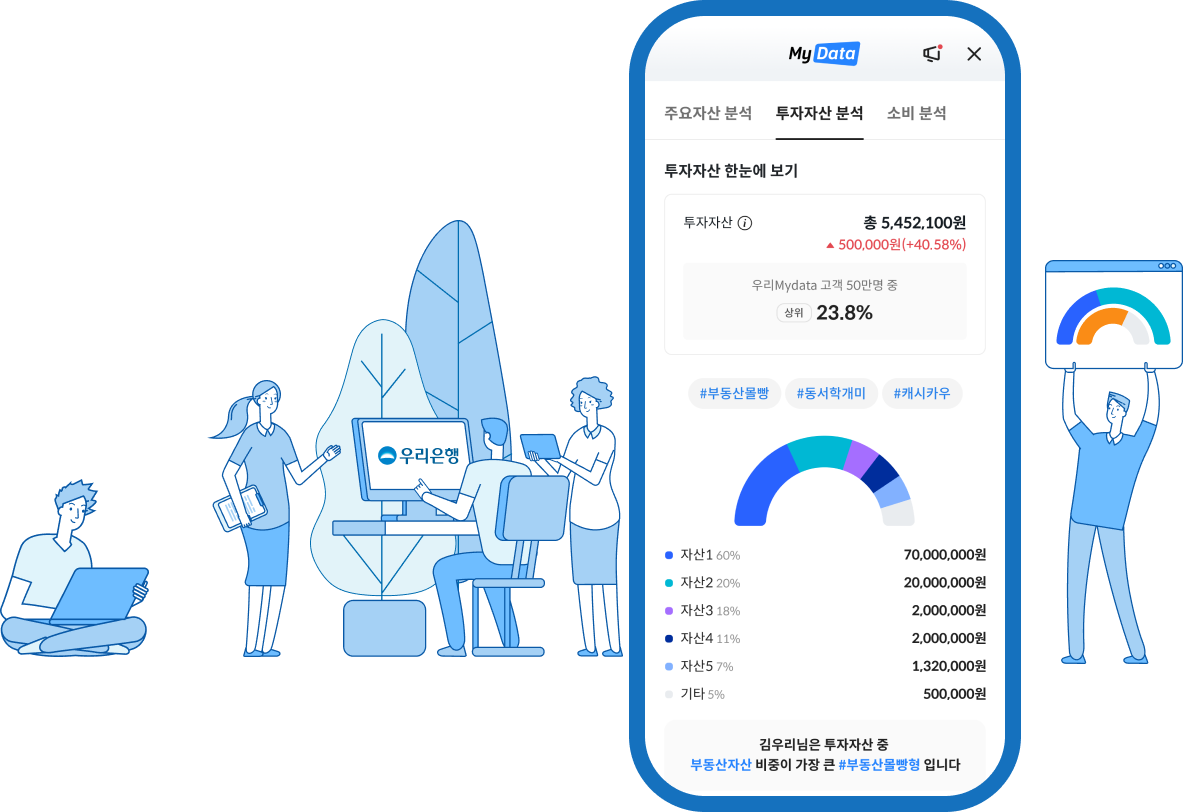 My Data
주요자산 분석 투자자산 분석 소비 분석
투자자산 한눈에 보기
투자자산 i 총 5,452,100원
▲ 500,000원(+40.58%)
우리Mydata 고객 50만명 중
상위 23.8%
#부동산몰빵 #동서학개미 #캐시카우
우리은행
자산1 60% 70,000,000원
자산2 20% 20,000,000원
자산3 18% 2,000,000원
자산4 11% 2,000,000원
자산5 7% 1,320,000원
기타 5% 500,000원
김우리님은 투자자산 중
부동산자산 비중이 가장 큰 #부동산몰빵형 입니다